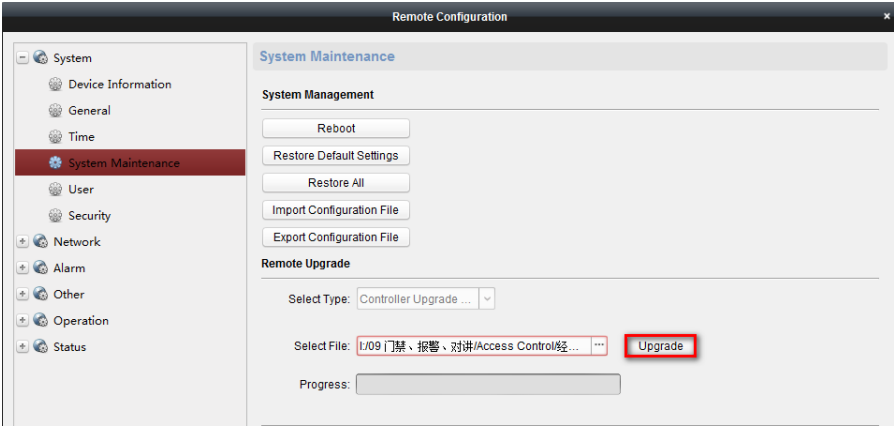 Remote Configuration
×
System
Device Information
General
Time
System Maintenance
User
Security
Network
Alarm
Other
Operation
Status
System Maintenance
System Management
Reboot
Restore Default Settings
Restore All
Import Configuration File
Export Configuration File
Remote Upgrade
Select Type: Controller Upgrade ...
Select File: I:/09 门禁、报警、对讲/Access Control/经... ... Upgrade
Progress: